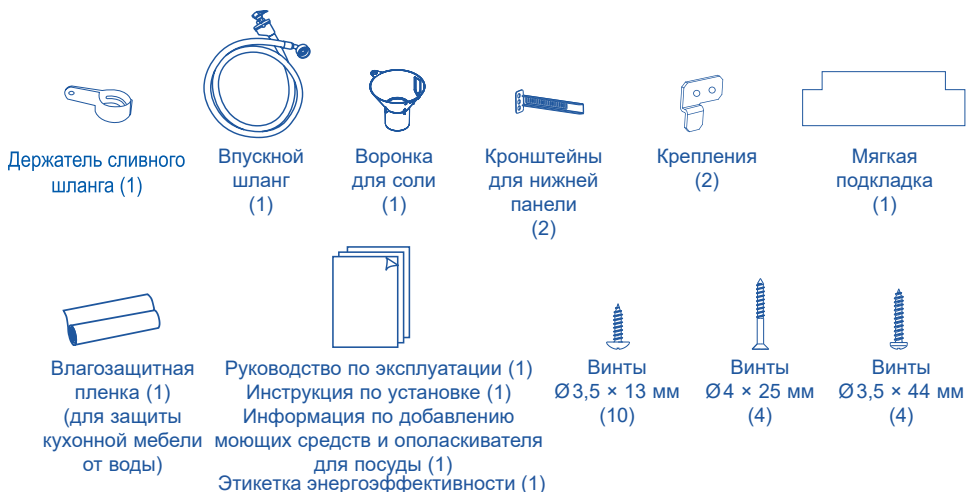 Держатель сливного
шланга (1)
Впускной
шланг
(1)
Воронка
для соли
(1)
Кронштейны
для нижней
панели
(2)
Крепления
(2)
Мягкая
подкладка
(1)
Влагозащитная
пленка (1)
(для защиты
кухонной мебели
от воды)
Руководство по эксплуатации (1)
Инструкция по установке (1)
Информация по добавлению
моющих средств и ополаскивателя
для посуды (1)
Этикетка энергоэффективности (1)
Винты
Ø3,5 × 13 мм
(10)
Винты
Ø4 × 25 мм
(4)
Винты
Ø3,5 × 44 мм
(4)